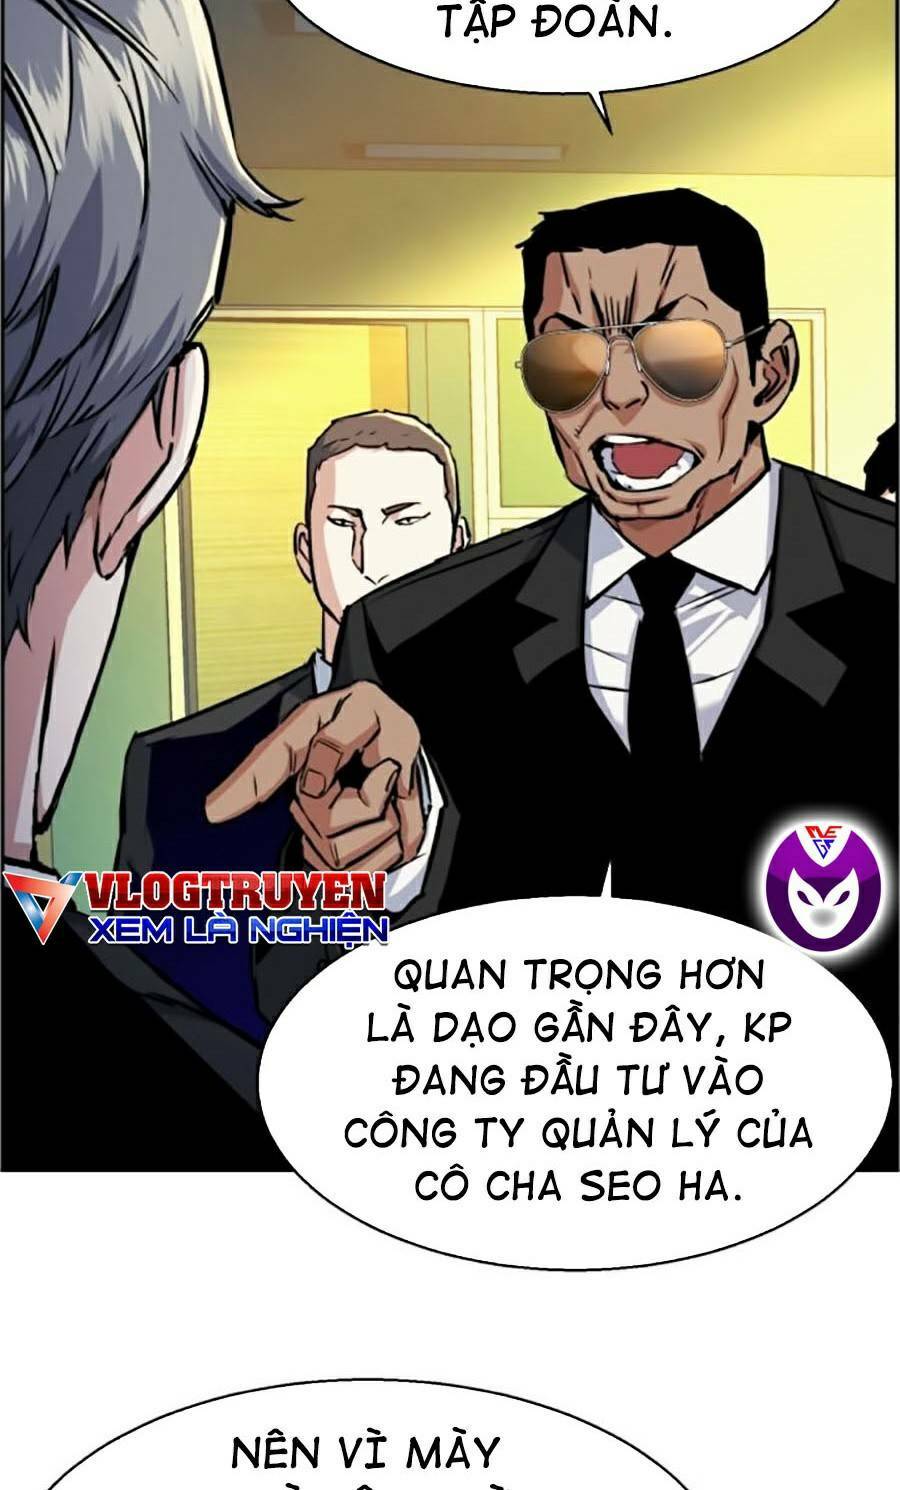 TẬP ĐOÀN.
VLOGTRUYEN
XEM LÀ NGHIỆN
QUAN TRỌNG HƠN
LÀ DẠO GẦN ĐÂY, KP
ĐANG ĐẦU TƯ VÀO
CÔNG TY QUẢN LÝ CỦA
CÔ CHA SEO HA.
NÊN VÌ MÀY